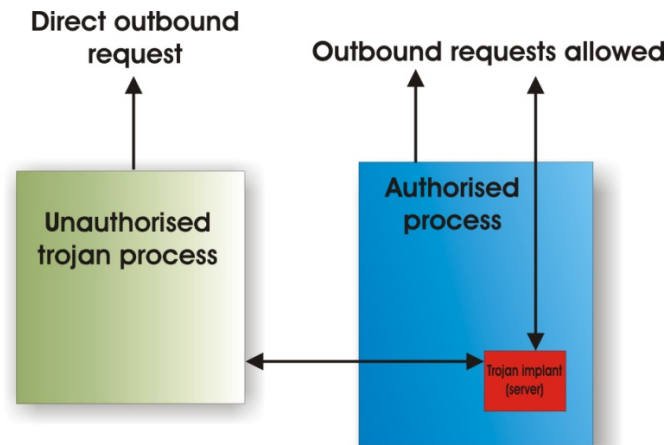 Direct outbound
request
Outbound requests allowed
Unauthorised
trojan process
Authorised
process
Trojan implant
(server)